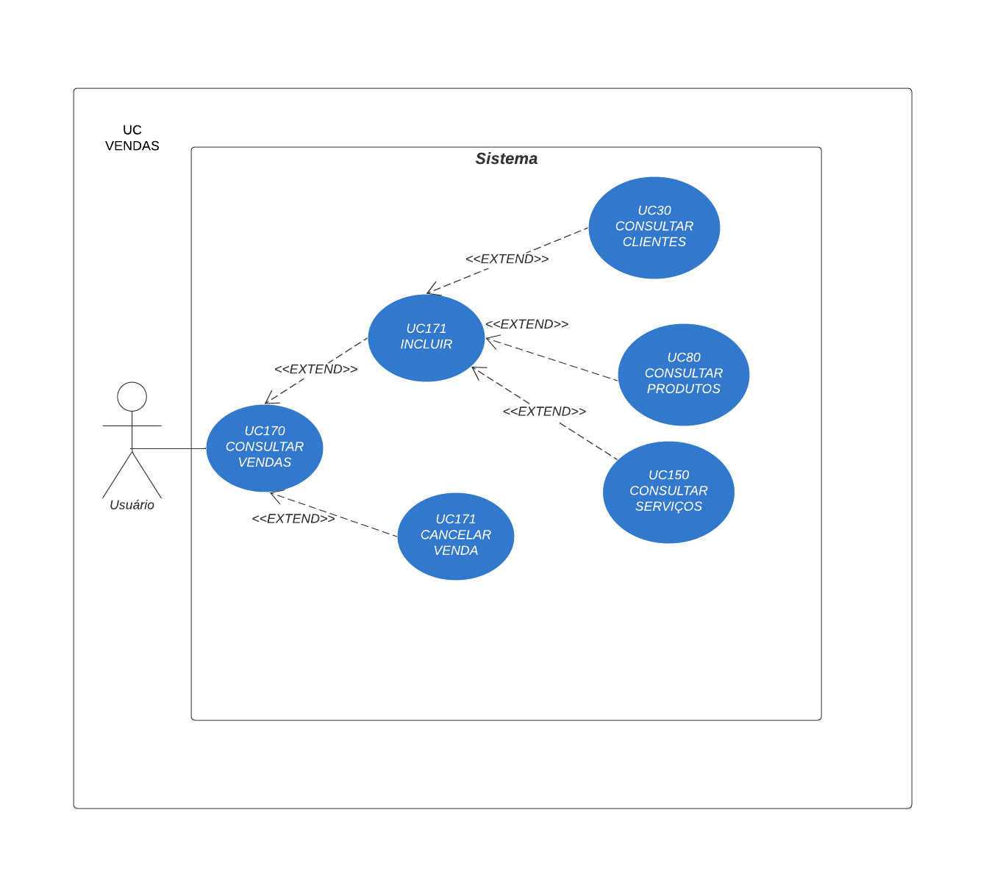 UC
VENDAS
Sistema
UC30
CONSULTAR
CLIENTES
<<EXTEND>>
UC171
INCLUIR
<<EXTEND>>
UC80
CONSULTAR
PRODUTOS
<<EXTEND>>
<<EXTEND>>
UC170
CONSULTAR
VENDAS
UC150
CONSULTAR
SERVIÇOS
Usuário
<<EXTEND>>
UC171
CANCELAR
VENDA